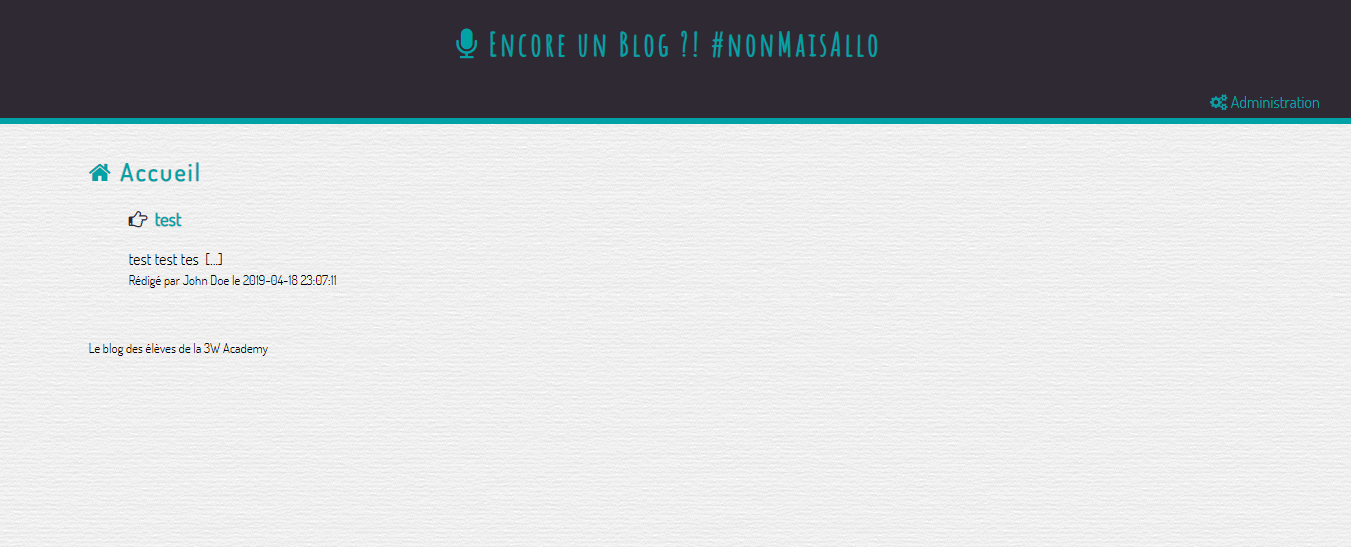 Encore un Blog ?! #nonMaisAllo
Administration
Accueil
test
test test tes [...]
Rédigé par John Doe le 2019-04-18 23:07:11
Le blog des élèves de la 3W Academy